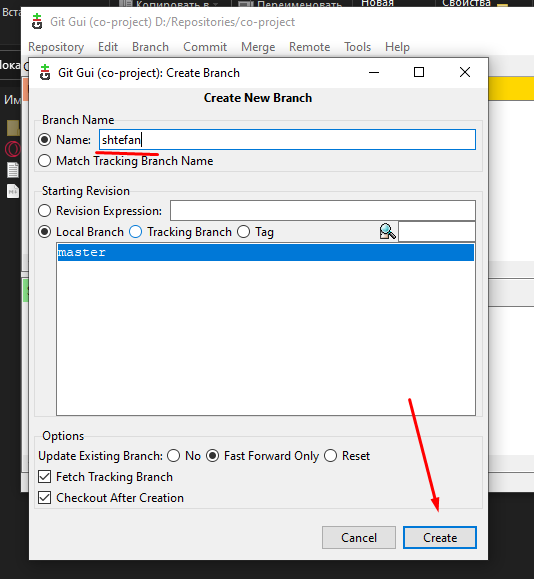 Вста
Копировать в
Переименовать
Новая
Свойства
Git Gui (co-project) D:/Repositories/co-project
Repository Edit Branch Commit Merge Remote Tools Help
Git Gui (co-project): Create Branch
Create New Branch
Branch Name
Name: shtefan
Match Tracking Branch Name
Starting Revision
Revision Expression:
Local Branch Tracking Branch Tag
master
Options
Update Existing Branch: No Fast Forward Only Reset
Fetch Tracking Branch
Checkout After Creation
Cancel Create
Им